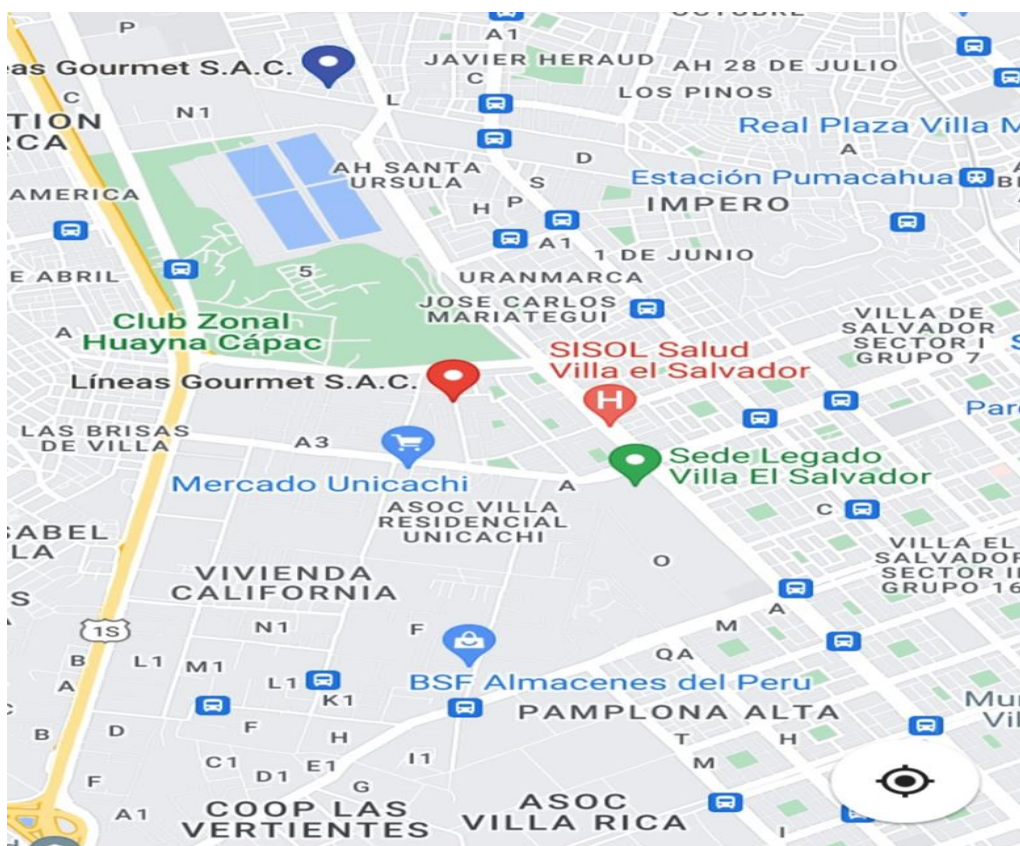 P
A1
JAVIER HERAUD
AH 28 DE JULIO
eas Gourmet S.A.C.
C
LOS PINOS
C
N1
L
TION
RCA
Real Plaza Villa M
D
A
AH SANTA
URSULA
S
Estación Pumacahua
AMERICA
H
P
IMPERO
A1
1 DE JUNIO
E ABRIL
5
URANMARCA
JOSE CARLOS
MARIATEGUI
Club Zonal
Huayna Cápac
A
VILLA DE
SALVADOR
SECTOR I
GRUPO 7
SISOL Salud
Villa el Salvador
H
Líneas Gourmet S.A.C.
LAS BRISAS
DE VILLA
A3
Sede Legado
Villa El Salvador
Mercado Unicachi
A
ASOC VILLA
RESIDENCIAL
UNICACHI
C
SABEL
LA
O
VILLA EL
SALVADOR
SECTOR II
GRUPO 16
VIVIENDA
CALIFORNIA
S
A
1S
N1
F
M
B
L1
M1
QA
A
L1
BSF Almacenes del Peru
K1
PAMPLONA ALTA
B
D
F
H
T
H
C1
D1
E1
I1
M
F
G
A1
COOP LAS
VERTIENTES
ASOC
VILLA RICA
I